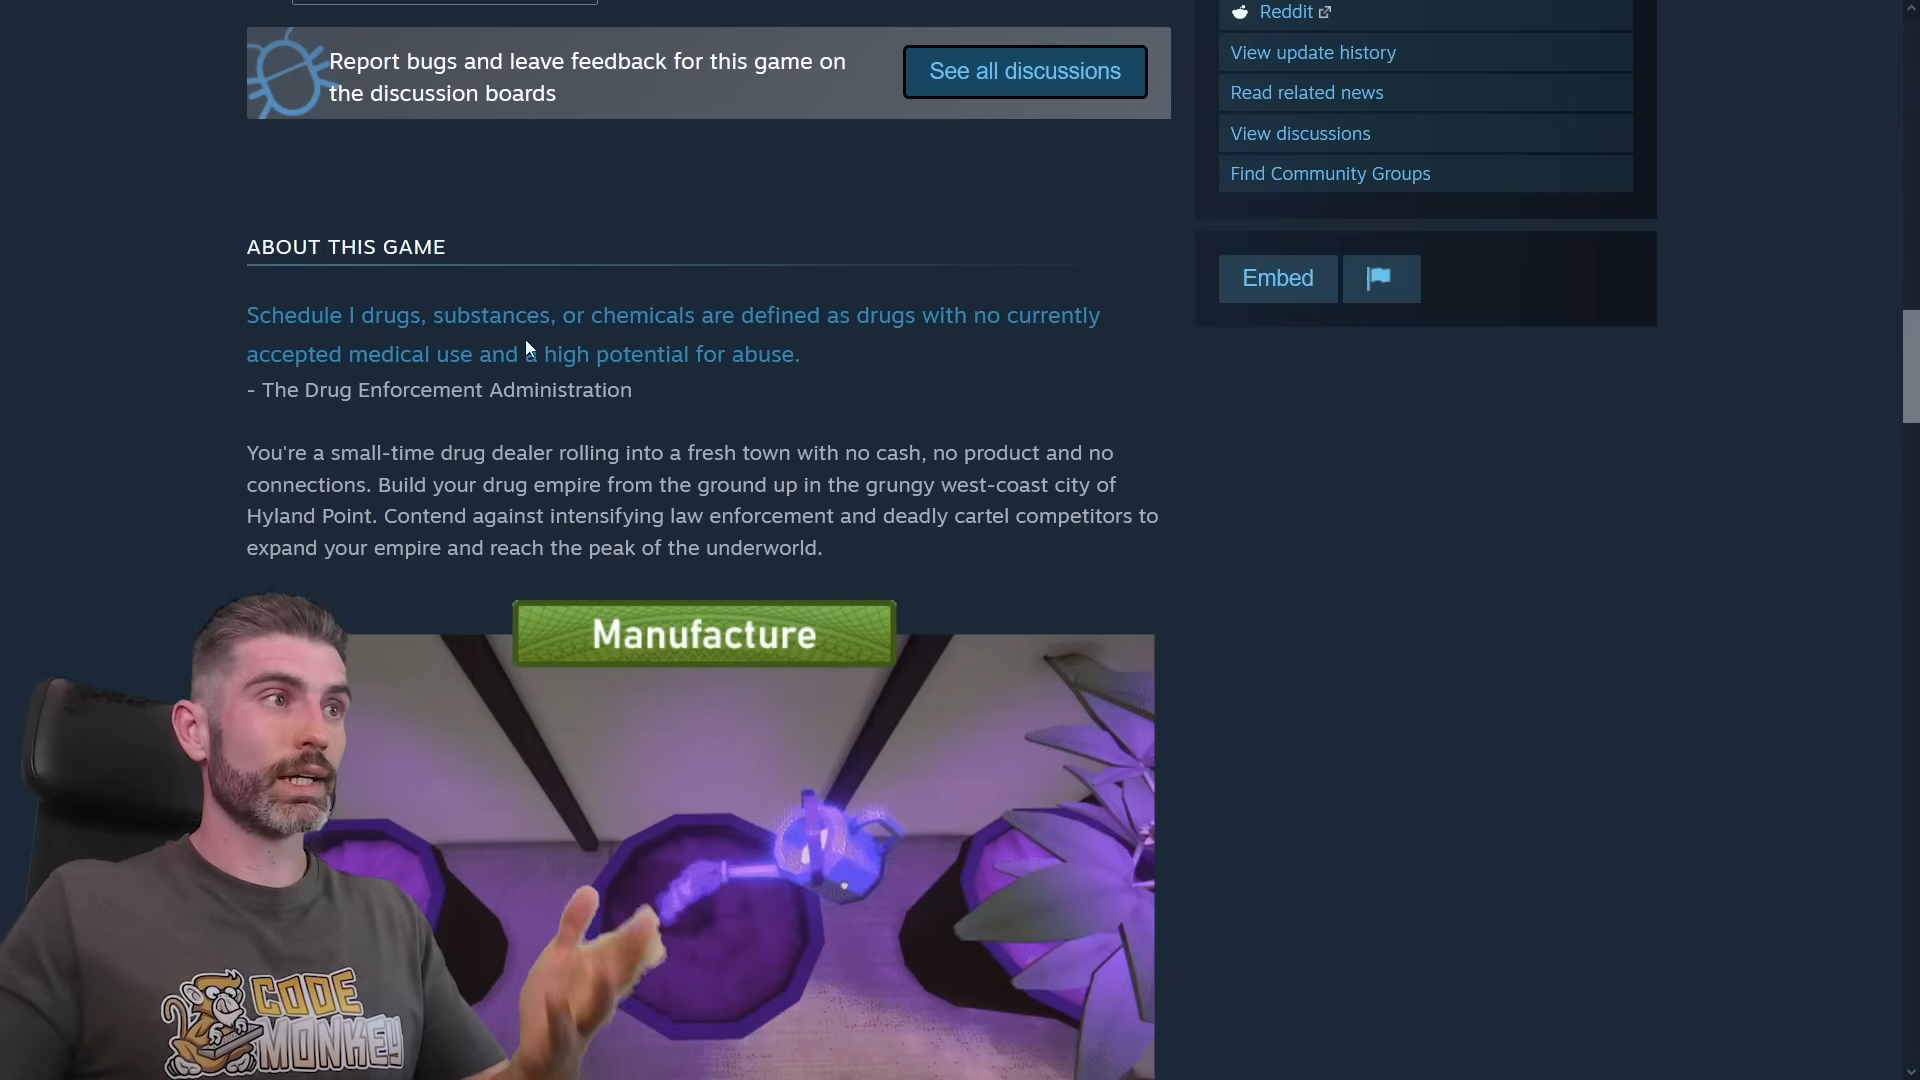 Report bugs and leave feedback for this game on
the discussion boards
See all discussions
Reddit
View update history
Read related news
View discussions
Find Community Groups
Embed
ABOUT THIS GAME
Schedule I drugs, substances, or chemicals are defined as drugs with no currently
accepted medical use and a high potential for abuse.
- The Drug Enforcement Administration
You're a small-time drug dealer rolling into a fresh town with no cash, no product and no
connections. Build your drug empire from the ground up in the grungy west-coast city of
Hyland Point. Contend against intensifying law enforcement and deadly cartel competitors to
expand your empire and reach the peak of the underworld.
Manufacture
CODE
MONKEY